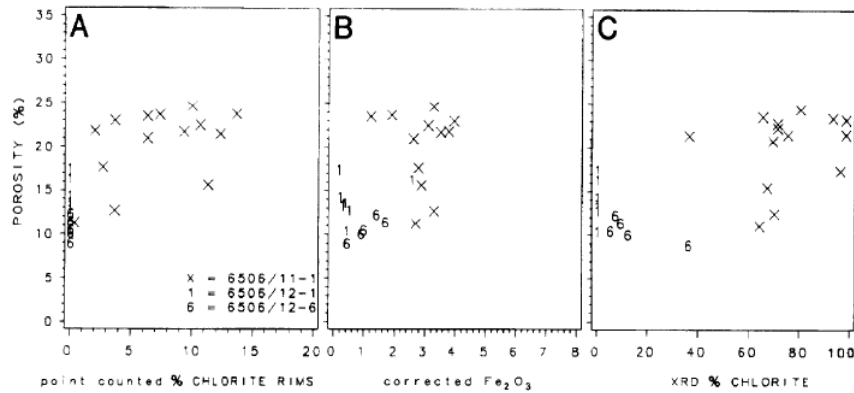 A B C
POROSITY (%)
35
30
25
20
15
10
5
0
X = 6506/11-1
1 = 6506/12-1
6 = 6506/12-6
0 5 10 15 20 0 1 2 3 4 5 6 7 8 0 20 40 60 80 100
point counted % CHLORITE RIMS corrected Fe₂O₃ XRD % CHLORITE